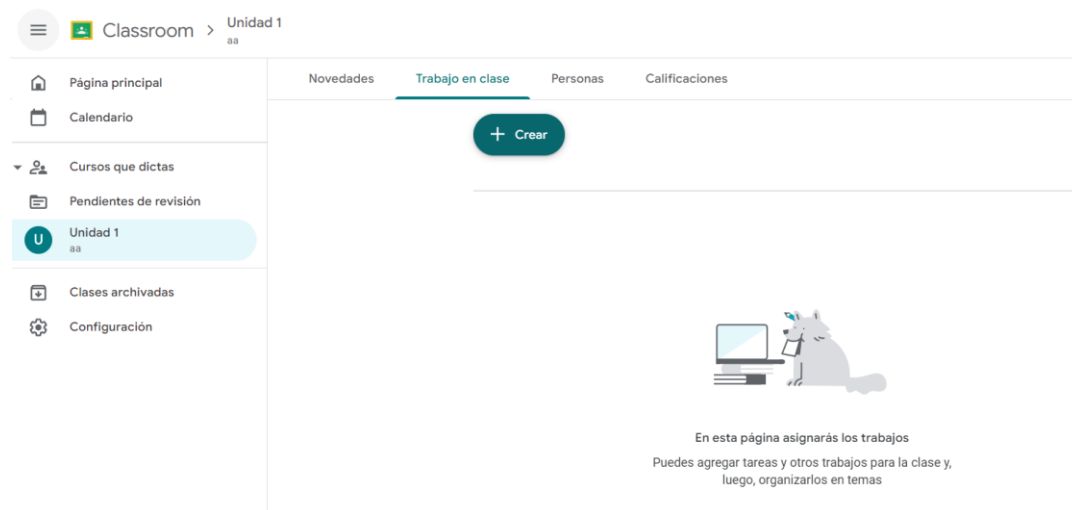 Classroom
Unidad 1
aa
Página principal
Calendario
Cursos que dictas
Pendientes de revisión
U
Unidad 1
aa
Clases archivadas
Configuración
Novedades
Trabajo en clase
Personas
Calificaciones
Crear
En esta página asignarás los trabajos
Puedes agregar tareas y otros trabajos para la clase y,
luego, organizarlos en temas